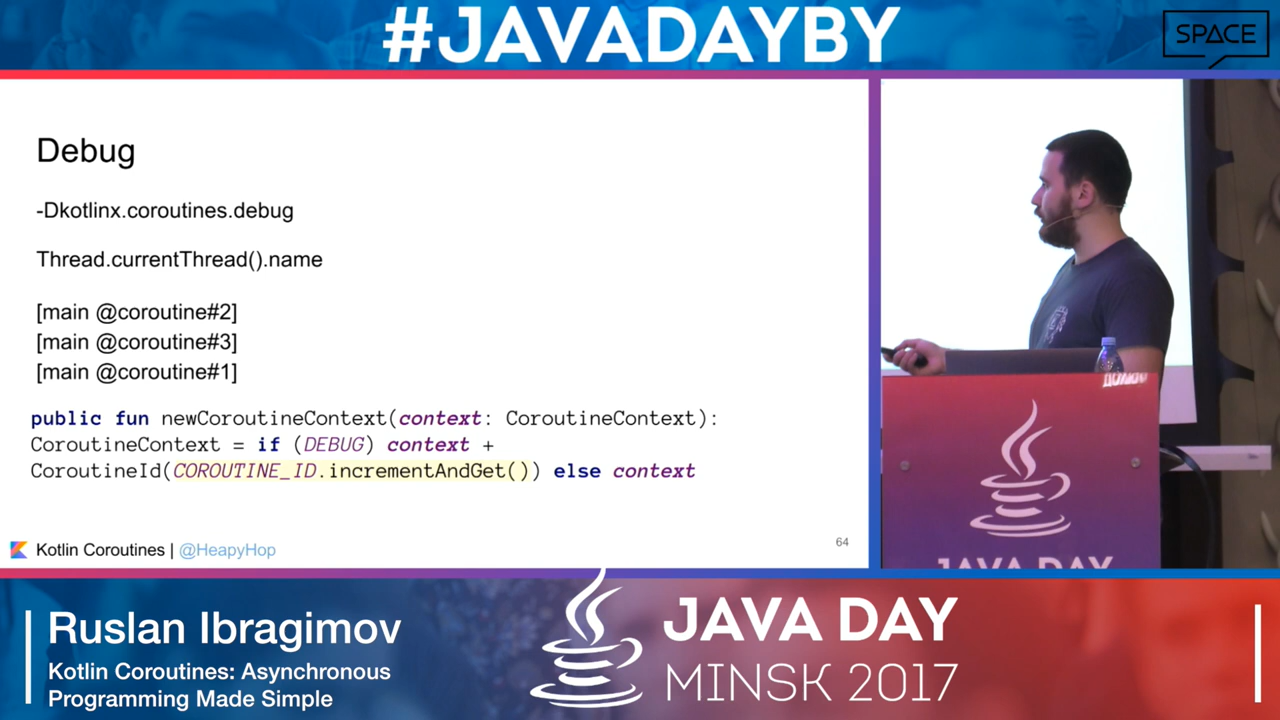 #JAVADAYBY
SPACE
Debug
-Dkotlinx.coroutines.debug
Thread.currentThread().name
[main @coroutine#2]
[main @coroutine#3]
[main @coroutine#1]
public fun newCoroutineContext(context: CoroutineContext):
CoroutineContext = if (DEBUG) context +
CoroutineId(COROUTINE_ID.incrementAndGet()) else context
Kotlin Coroutines | @HeapyHop
64
JAVA DAY
Ruslan Ibragimov
Kotlin Coroutines: Asynchronous
Programming Made Simple
JAVA DAY
MINSK 2017